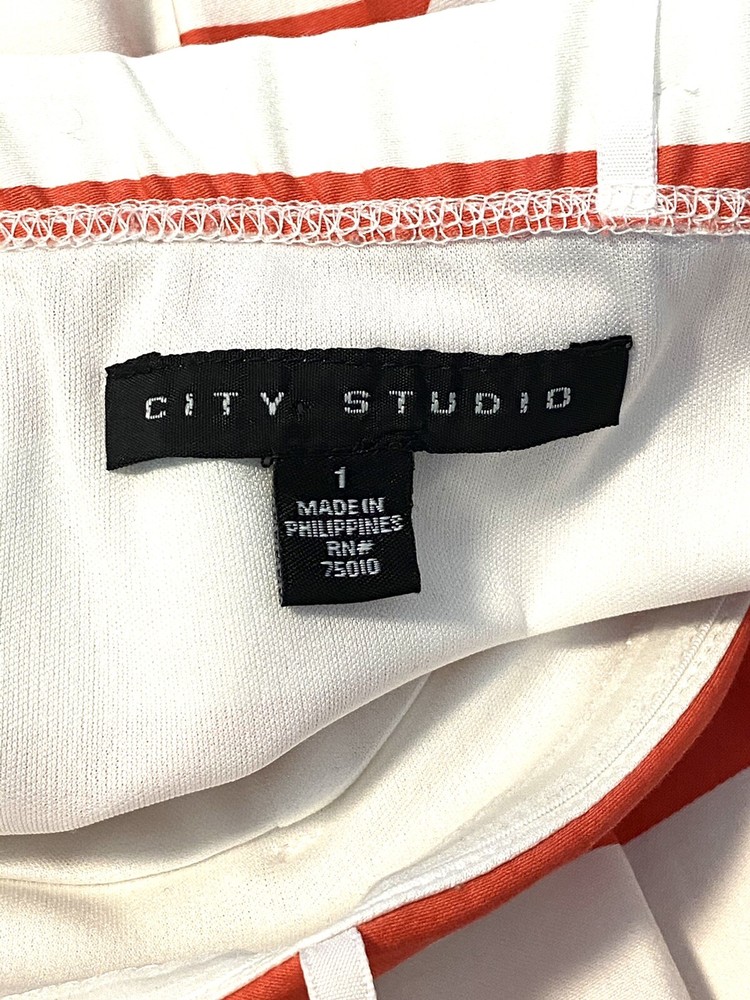 CITY STUDIO
1
MADE IN
PHILIPPINES
RN#
75010